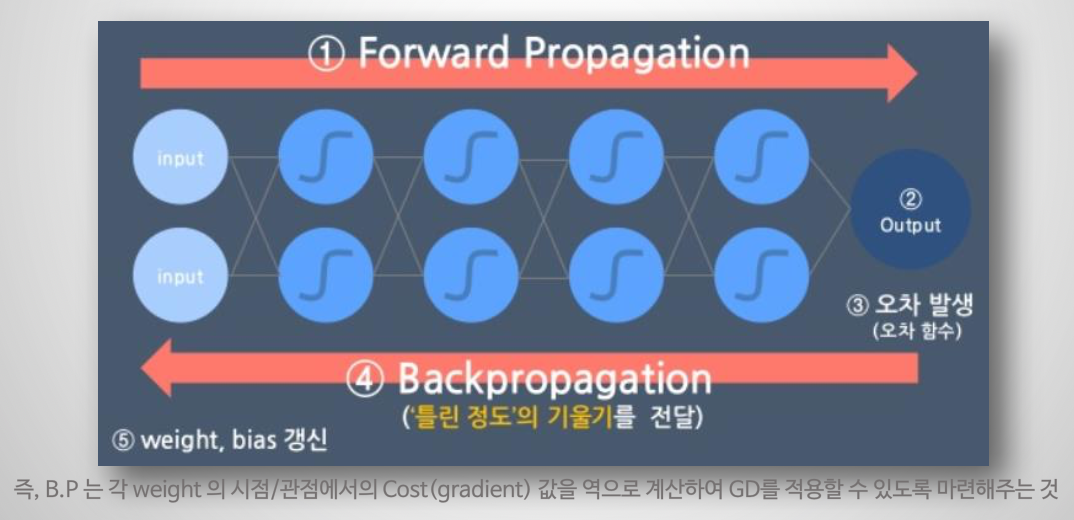 ① Forward Propagation
input
input
②
Output
③ 오차 발생
(오차 함수)
④ Backpropagation
(‘틀린 정도’의 기울기를 전달)
⑤ weight, bias 갱신
즉, B.P 는 각 weight 의 시점/관점에서의 Cost(gradient) 값을 역으로 계산하여 GD를 적용할 수 있도록 마련해주는 것